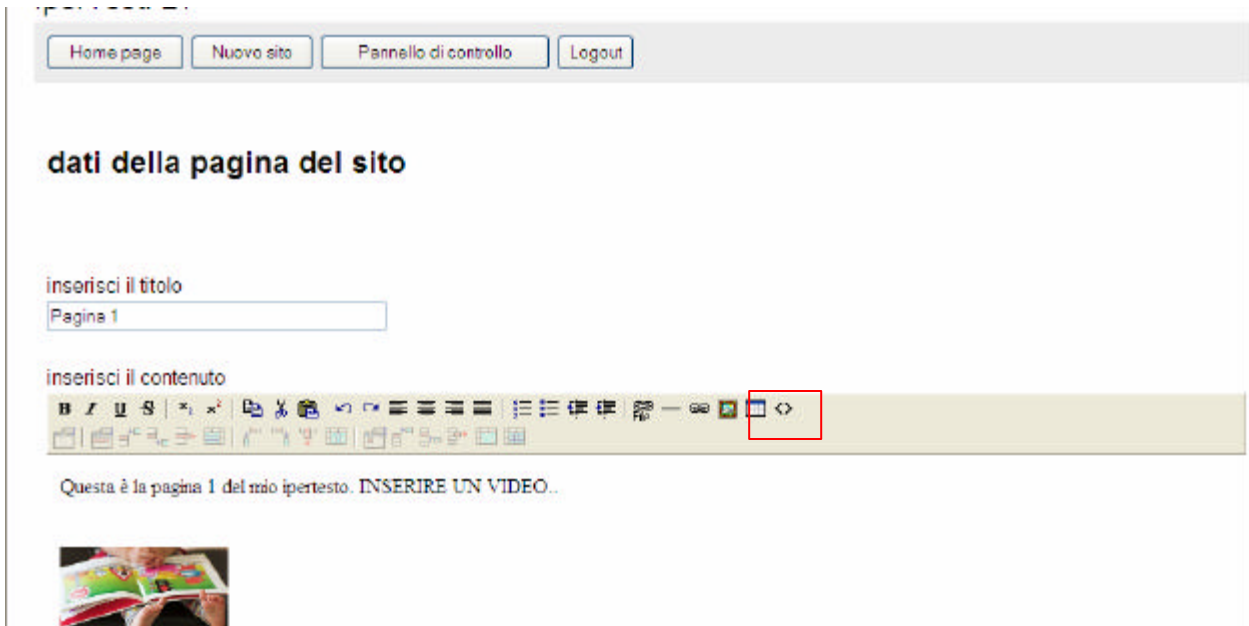 Home page Nuovo sito Pannello di controllo Logout
dati della pagina del sito
inserisci il titolo
Pagina 1
inserisci il contenuto
B I U S
Questa è la pagina 1 del mio ipertesto. INSERIRE UN VIDEO..